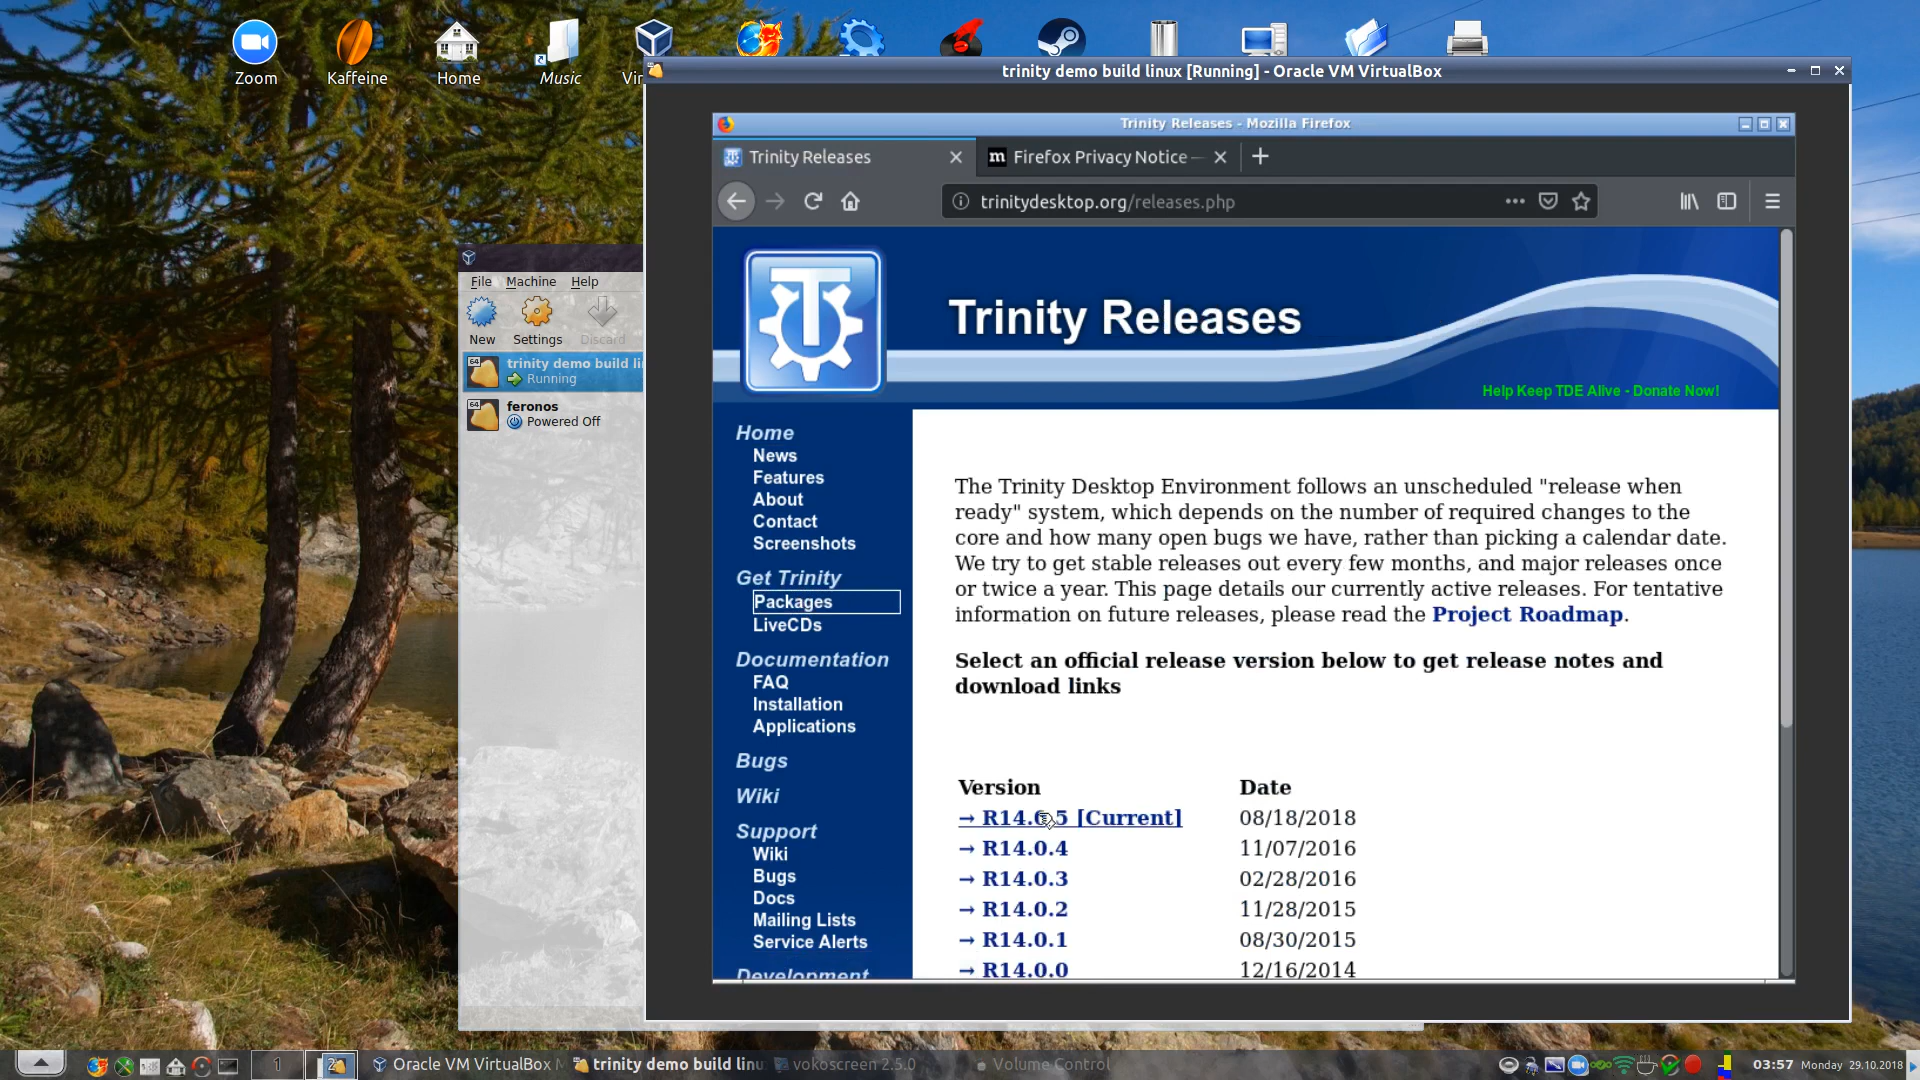 Zoom
Kaffeine
Home
Music
Vir
trinity demo build linux [Running] - Oracle VM VirtualBox
Trinity Releases - Mozilla Firefox
Trinity Releases
m Firefox Privacy Notice —
trinitydesktop.org/releases.php
File Machine Help
New Settings Discard
64 trinity demo build li
Running
64 feronos
Powered Off
T
Trinity Releases
Help Keep TDE Alive - Donate Now!
Home
News
Features
About
Contact
Screenshots
Get Trinity
Packages
LiveCDs
Documentation
FAQ
Installation
Applications
Bugs
Wiki
Support
Wiki
Bugs
Docs
Mailing Lists
Service Alerts
Development
The Trinity Desktop Environment follows an unscheduled "release when
ready" system, which depends on the number of required changes to the
core and how many open bugs we have, rather than picking a calendar date.
We try to get stable releases out every few months, and major releases once
or twice a year. This page details our currently active releases. For tentative
information on future releases, please read the Project Roadmap.
Select an official release version below to get release notes and
download links
Version Date
→ R14.0.5 [Current] 08/18/2018
→ R14.0.4 11/07/2016
→ R14.0.3 02/28/2016
→ R14.0.2 11/28/2015
→ R14.0.1 08/30/2015
→ R14.0.0 12/16/2014
1 2 Oracle VM VirtualBox M trinity demo build linu vokoscreen 2.5.0 Volume Control 03:57 Monday 29.10.2018